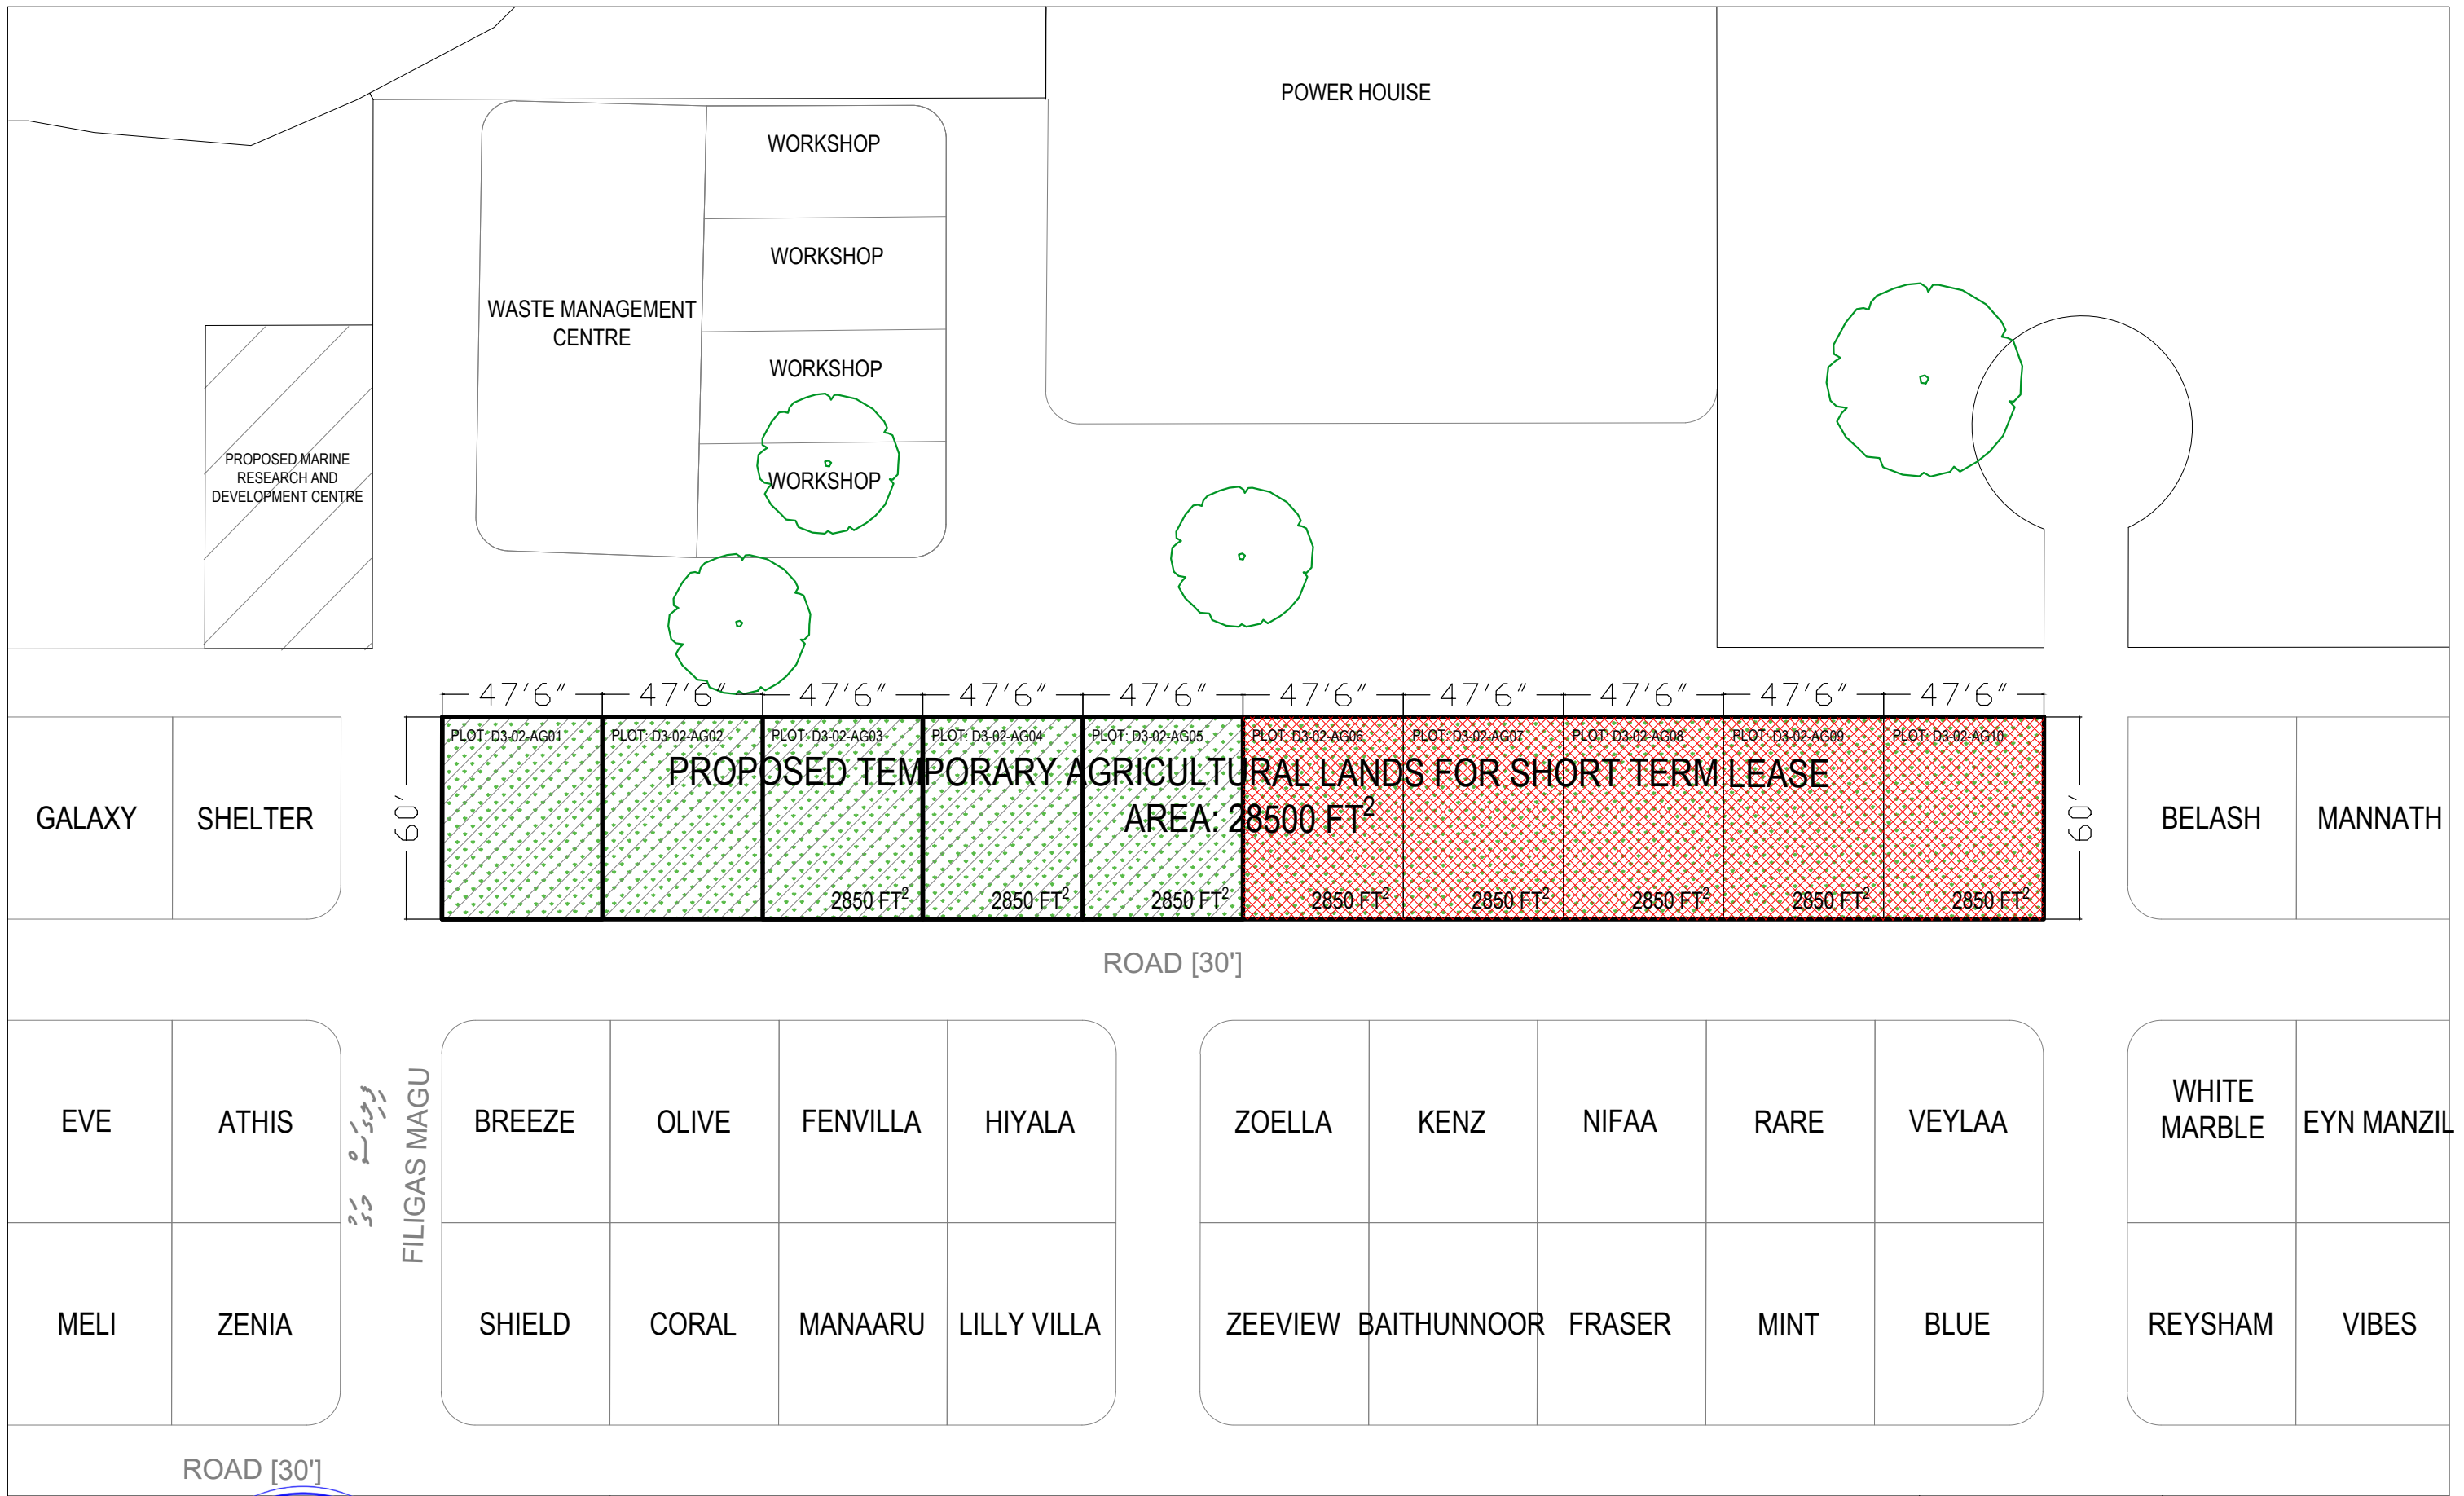 POWER HOUISE
WORKSHOP
WORKSHOP
WASTE MANAGEMENT
CENTRE
WORKSHOP
WORKSHOP
PROPOSED MARINE
RESEARCH AND
DEVELOPMENT CENTRE
47'6" 47'6" 47'6" 47'6" 47'6" 47'6" 47'6" 47'6" 47'6" 47'6"
PLOT: D3-02-AG01 PLOT: D3-02-AG02 PLOT: D3-02-AG03 PLOT: D3-02-AG04 PLOT: D3-02-AG05 PLOT: D3-02-AG06 PLOT: D3-02-AG07 PLOT: D3-02-AG08 PLOT: D3-02-AG09 PLOT: D3-02-AG10
PROPOSED TEMPORARY AGRICULTURAL LANDS FOR SHORT TERM LEASE
AREA: 28500 FT²
GALAXY SHELTER 60' 60' BELASH MANNATH
2850 FT² 2850 FT² 2850 FT² 2850 FT² 2850 FT² 2850 FT² 2850 FT² 2850 FT²
ROAD [30']
EVE ATHIS BREEZE OLIVE FENVILLA HIYALA ZOELLA KENZ NIFAA RARE VEYLAA
WHITE
MARBLE
EYN MANZIL
FILIGAS MAGU
MELI ZENIA SHIELD CORAL MANAARU LILLY VILLA ZEEVIEW BAITHUNNOOR FRASER MINT BLUE REYSHAM VIBES
ROAD [30']